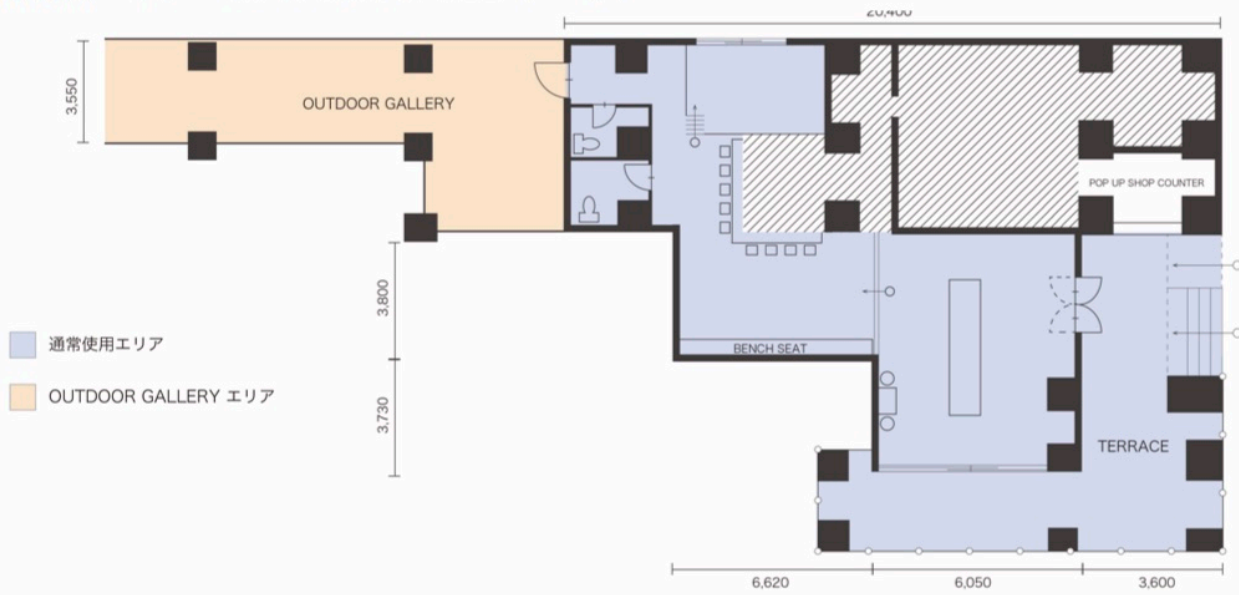 20,400
3,550
OUTDOOR GALLERY
POP UP SHOP COUNTER
3,800
通常使用エリア
BENCH SEAT
OUTDOOR GALLERY エリア
3,730
TERRACE
6,620
6,050
3,600